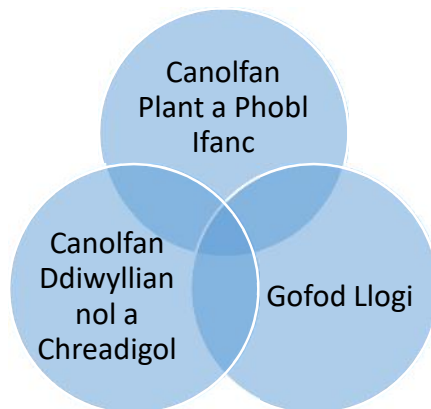 Canolfan
Plant a Phobl
Ifanc
Canolfan
Ddiwyllian
nol a
Chreadigol
Gofod Llogi